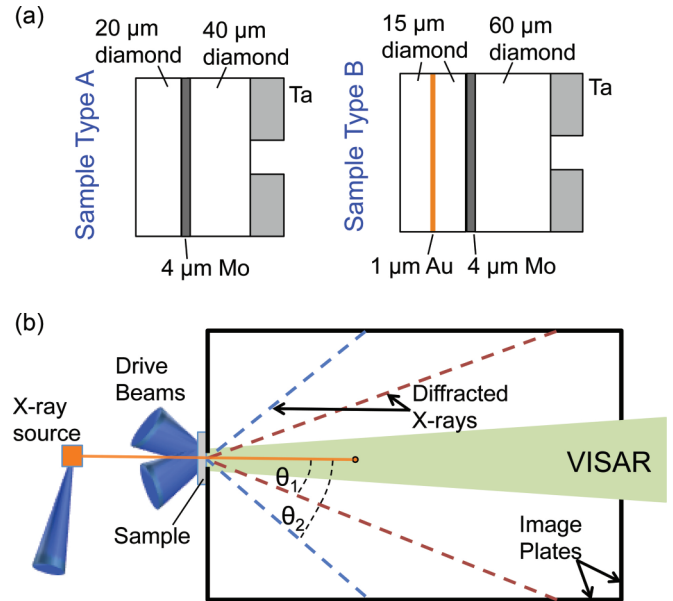 (a)
20 μm
diamond
40 μm
diamond
Ta
Sample Type A
4 μm Mo
15 μm
diamond
60 μm
diamond
Ta
Sample Type B
1 μm Au
4 μm Mo
(b)
Drive
Beams
X-ray
source
Sample
Diffracted
X-rays
θ1
θ2
VISAR
Image
Plates